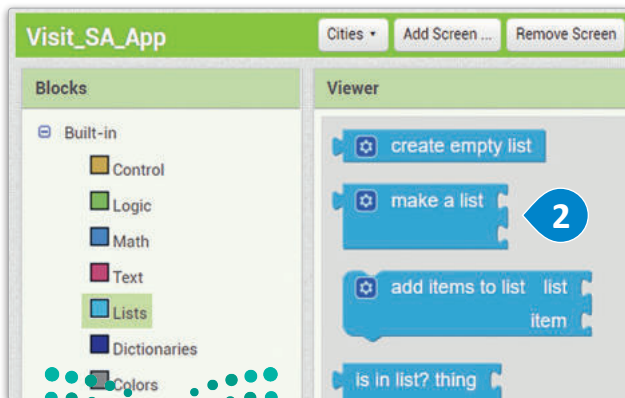 Visit_SA_App
Cities
Add Screen ...
Remove Screen
Blocks
Viewer
Built-in
Control
Logic
Math
Text
Lists
Dictionaries
Colors
create empty list
make a list
2
add items to list list
item
is in list? thing